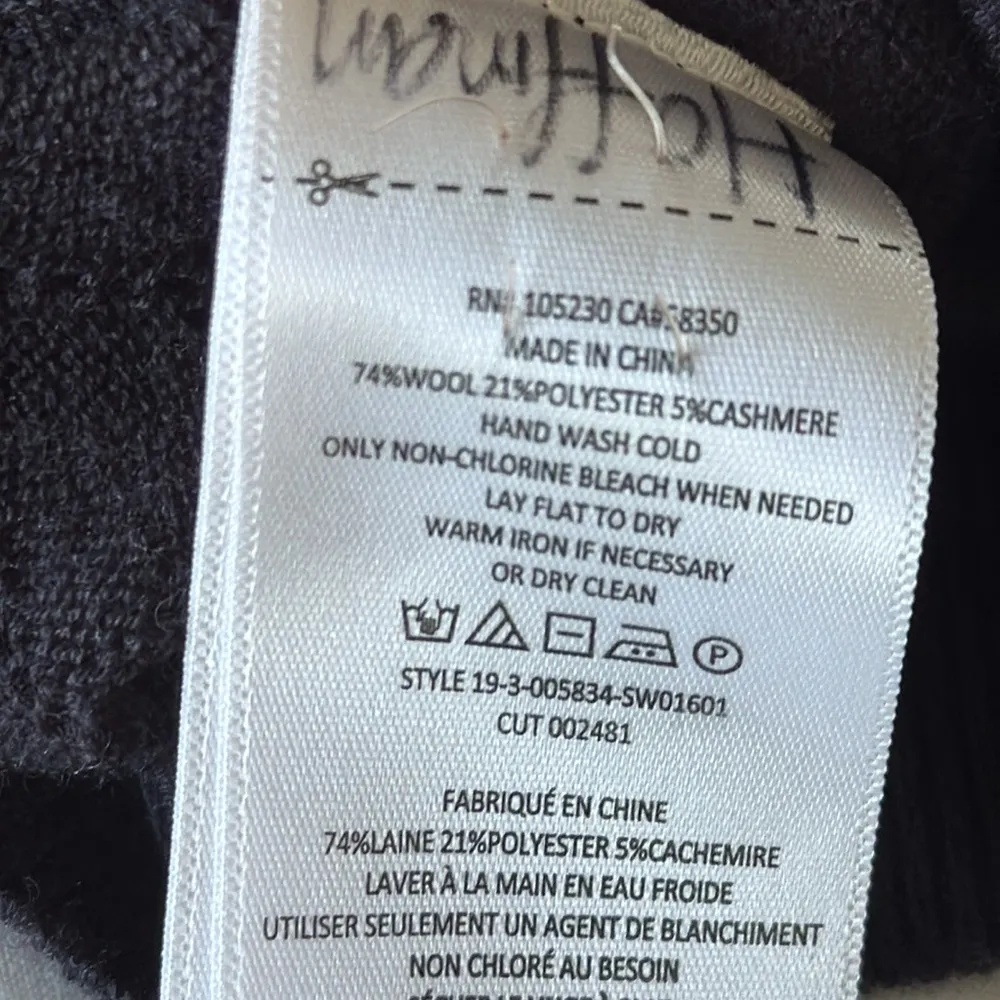 Hoffman
RN# 105230 CA#58350
MADE IN CHINA
74%WOOL 21%POLYESTER 5%CASHMERE
HAND WASH COLD
ONLY NON-CHLORINE BLEACH WHEN NEEDED
LAY FLAT TO DRY
WARM IRON IF NECESSARY
OR DRY CLEAN
P
STYLE 19-3-005834-SW01601
CUT 002481
FABRIQUÉ EN CHINE
74%LAINE 21%POLYESTER 5%CACHEMIRE
LAVER À LA MAIN EN EAU FROIDE
UTILISER SEULEMENT UN AGENT DE BLANCHIMENT
NON CHLORÉ AU BESOIN